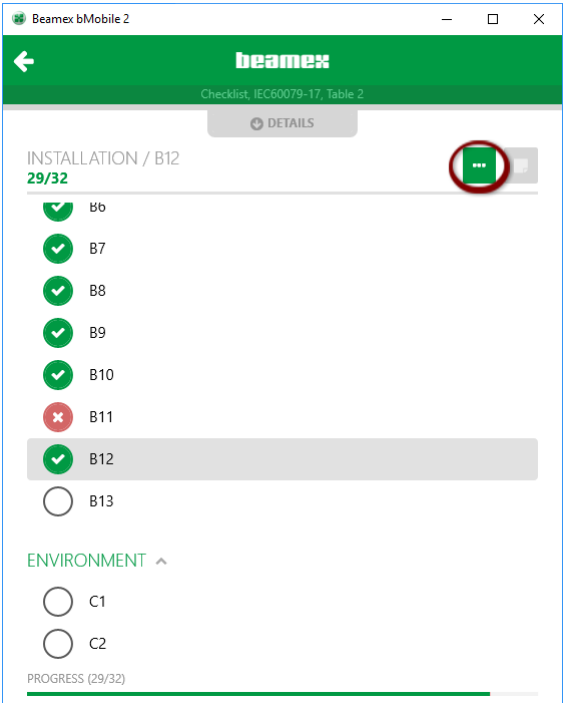 Beamex bMobile 2
beamex
Checklist, IEC60079-17, Table 2
DETAILS
INSTALLATION / B12
29/32
B6
B7
B8
B9
B10
B11
B12
B13
ENVIRONMENT
C1
C2
PROGRESS (29/32)